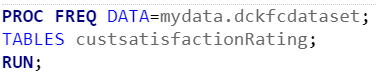 PROC FREQ DATA=mydata.dckfcdataset;
TABLES custsatisfactionRating;
RUN;